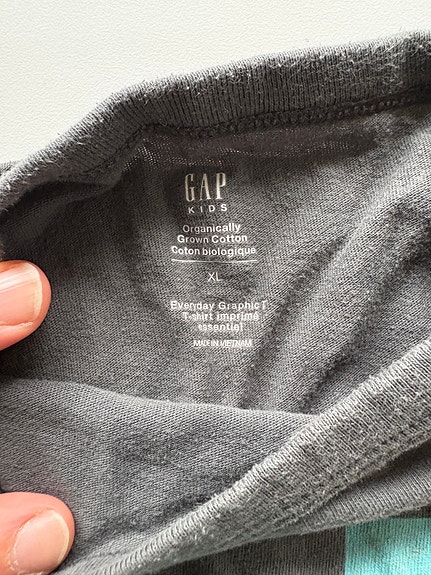 GAP
KIDS
Organically
Grown Cotton
Coton biologique
XL
Everyday Graphic T
T-shirt imprimé
essentiel
MADE IN VIETNAM